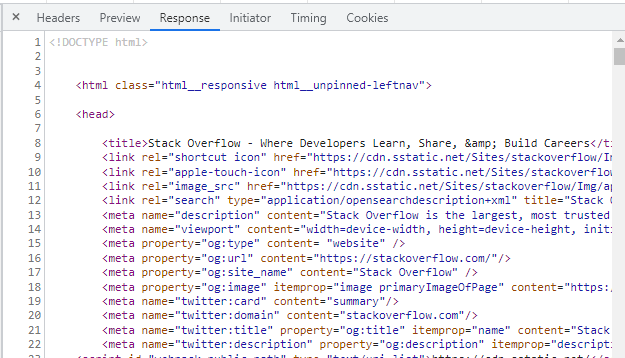 × Headers Preview Response Initiator Timing Cookies
1 <!DOCTYPE html>
2
3
4 <html class="html__responsive html__unpinned-leftnav">
5
6 <head>
7
8 <title>Stack Overflow - Where Developers Learn, Share, &amp; Build Careers</ti
9 <link rel="shortcut icon" href="https://cdn.sstatic.net/Sites/stackoverflow/Im
10 <link rel="apple-touch-icon" href="https://cdn.sstatic.net/Sites/stackoverflow
11 <link rel="image_src" href="https://cdn.sstatic.net/Sites/stackoverflow/Img/ap
12 <link rel="search" type="application/opensearchdescription+xml" title="Stack O
13 <meta name="description" content="Stack Overflow is the largest, most trusted
14 <meta name="viewport" content="width=device-width, height=device-height, initi
15 <meta property="og:type" content= "website" />
16 <meta property="og:url" content="https://stackoverflow.com/"/>
17 <meta property="og:site_name" content="Stack Overflow" />
18 <meta property="og:image" itemprop="image primaryImageOfPage" content="https:
19 <meta name="twitter:card" content="summary"/>
20 <meta name="twitter:domain" content="stackoverflow.com"/>
21 <meta name="twitter:title" property="og:title" itemprop="name" content="Stack
22 <meta name="twitter:description" property="og:description" itemprop="descripti